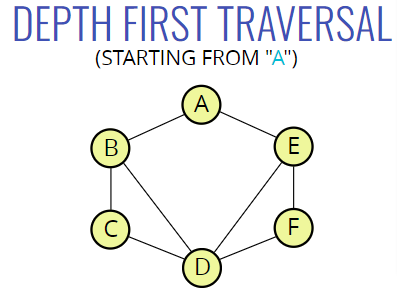 DEPTH FIRST TRAVERSAL
(STARTING FROM "A")
A
B
E
C
F
D